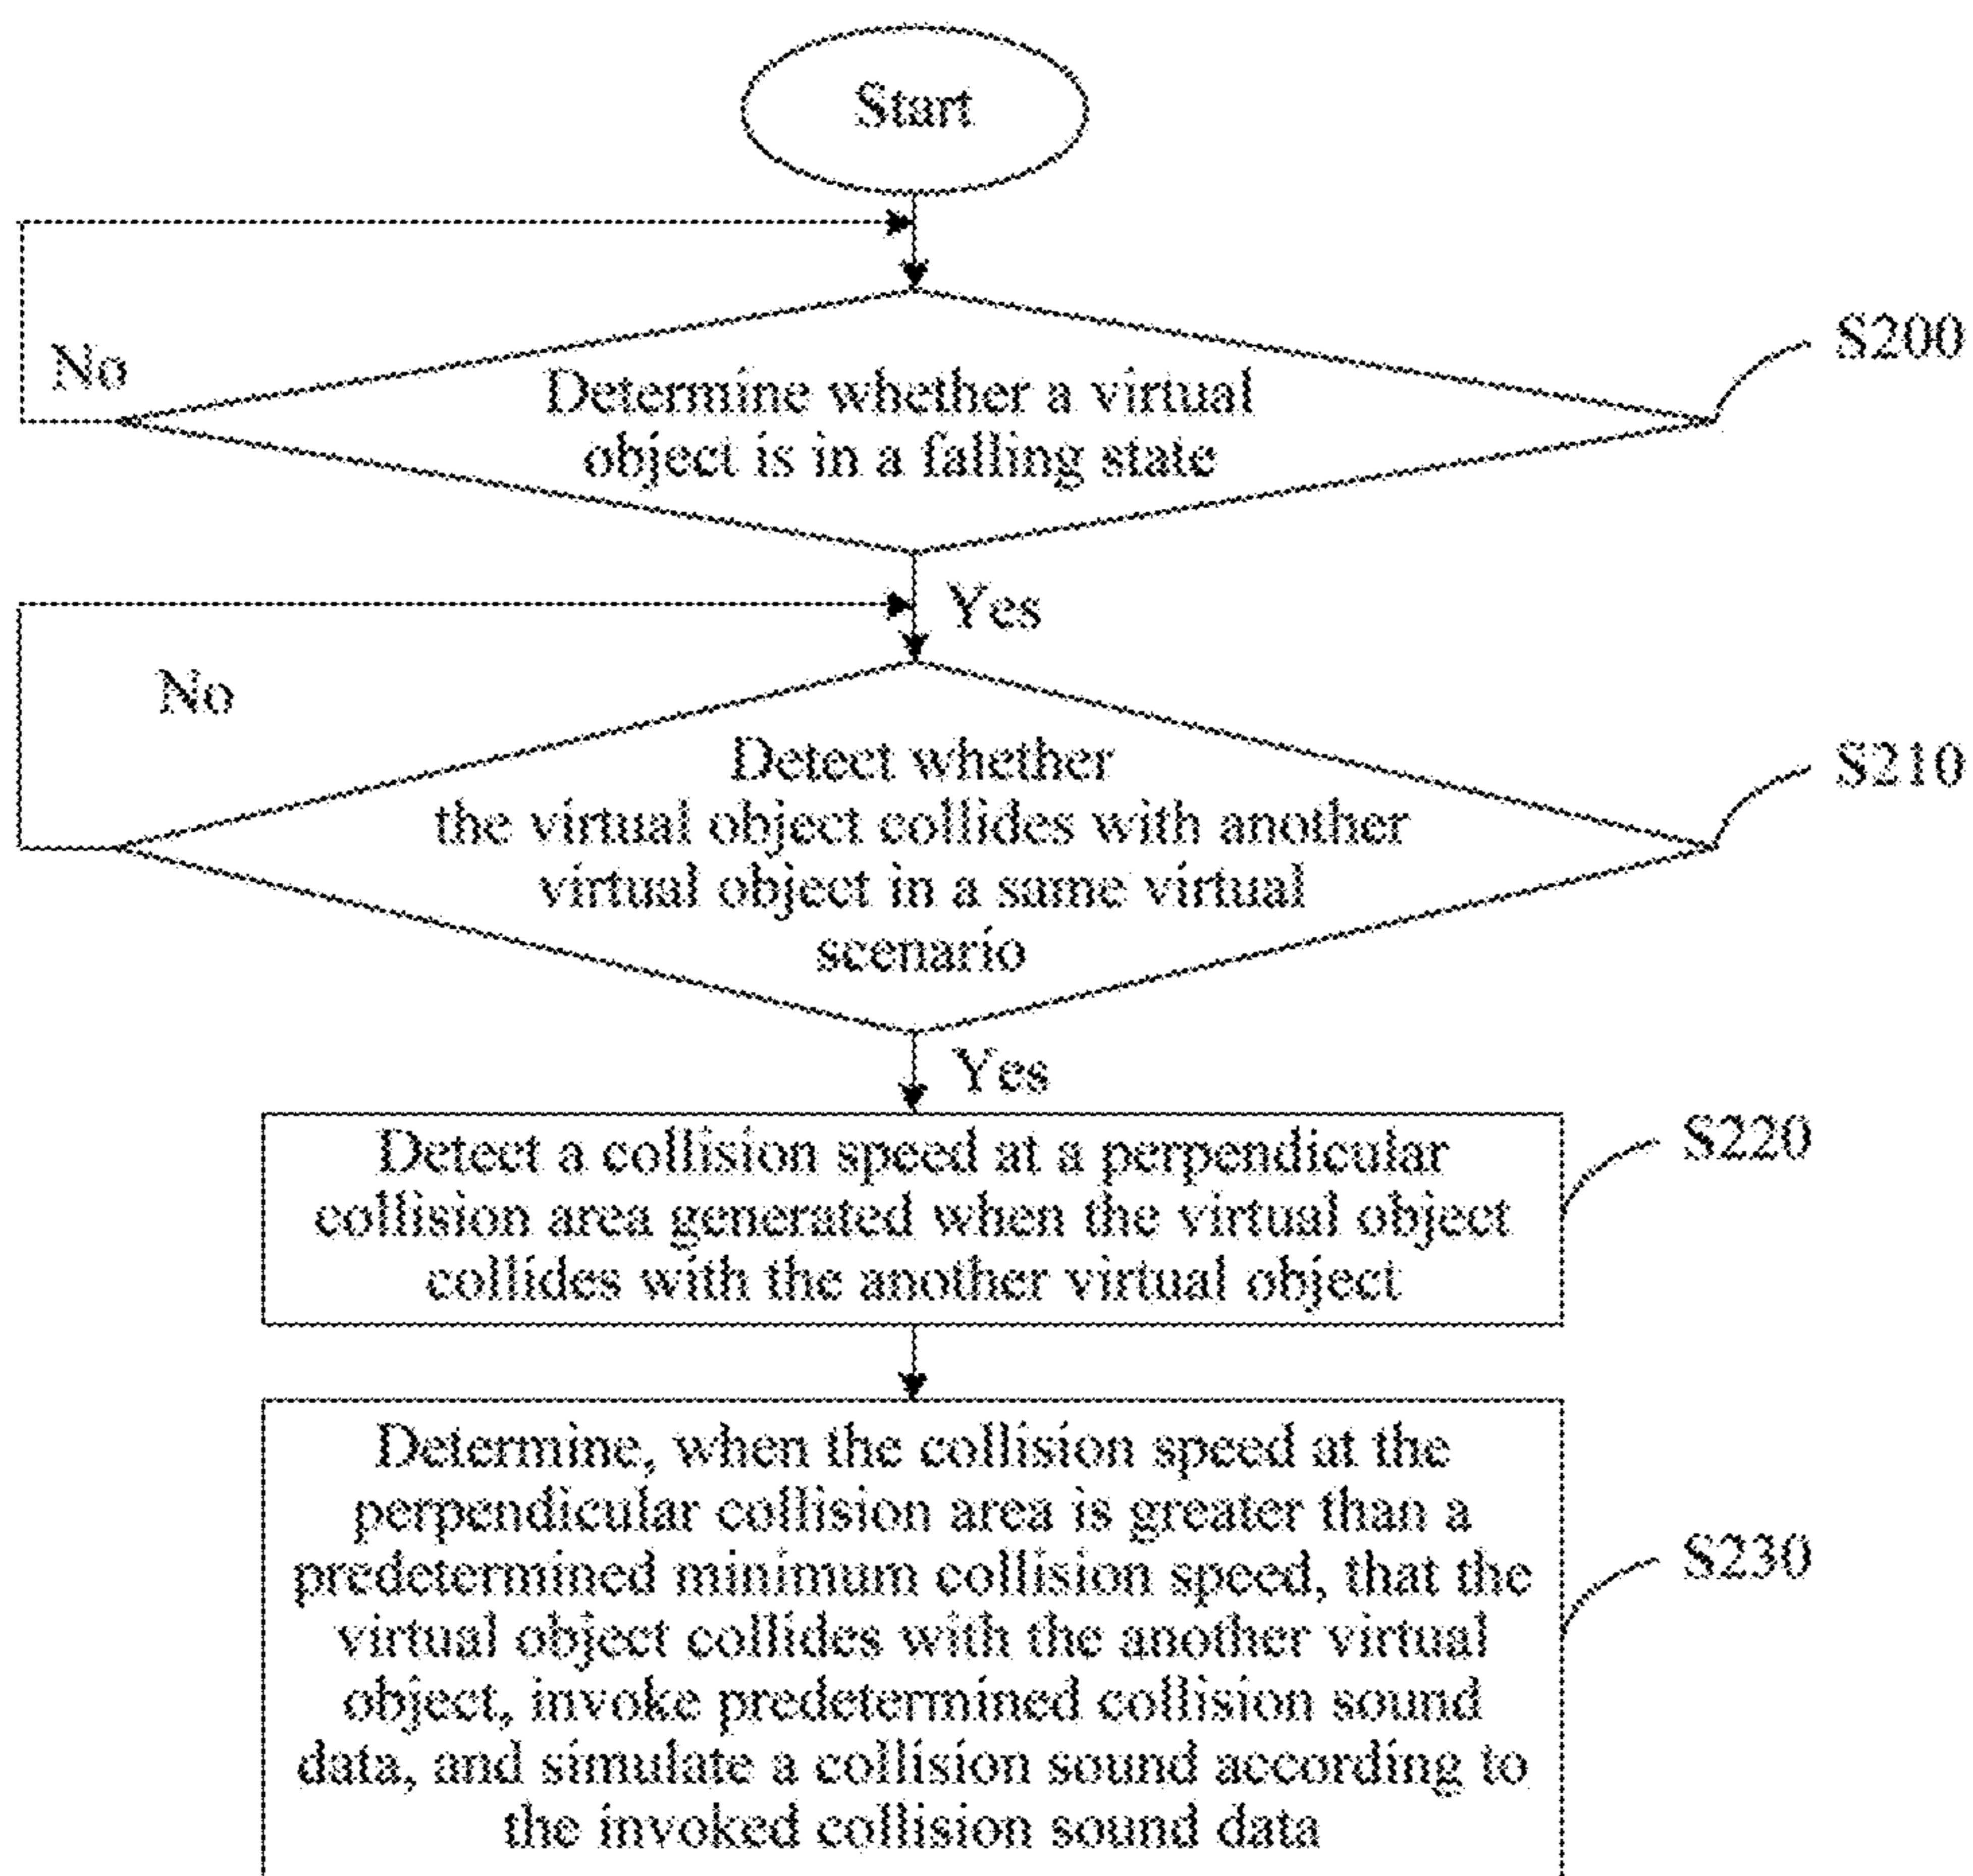 Start
No
S200
Determine whether a virtual
object is in a falling state
Yes
No
Detect whether
S210
the virtual object collides with another
virtual object in a same virtual
scenario
Yes
S220
Detect a collision speed at a perpendicular
collision area generated when the virtual object
collides with the another virtual object
Determine, when the collision speed at the
perpendicular collision area is greater than a
S230
predetermined minimum collision speed, that the
virtual object collides with the another virtual
object, invoke predetermined collision sound
data, and simulate a collision sound according to
the invoked collision sound data